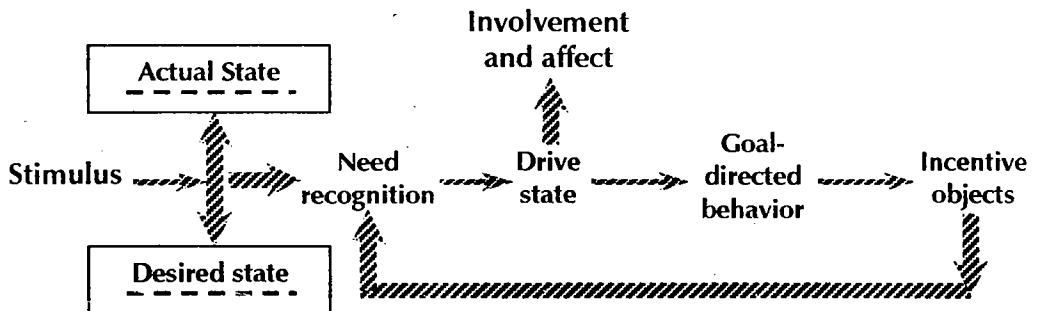 Involvement
and affect
Actual State
Stimulus
Need
recognition
Drive
state
Goal-
directed
behavior
Incentive
objects
Desired state